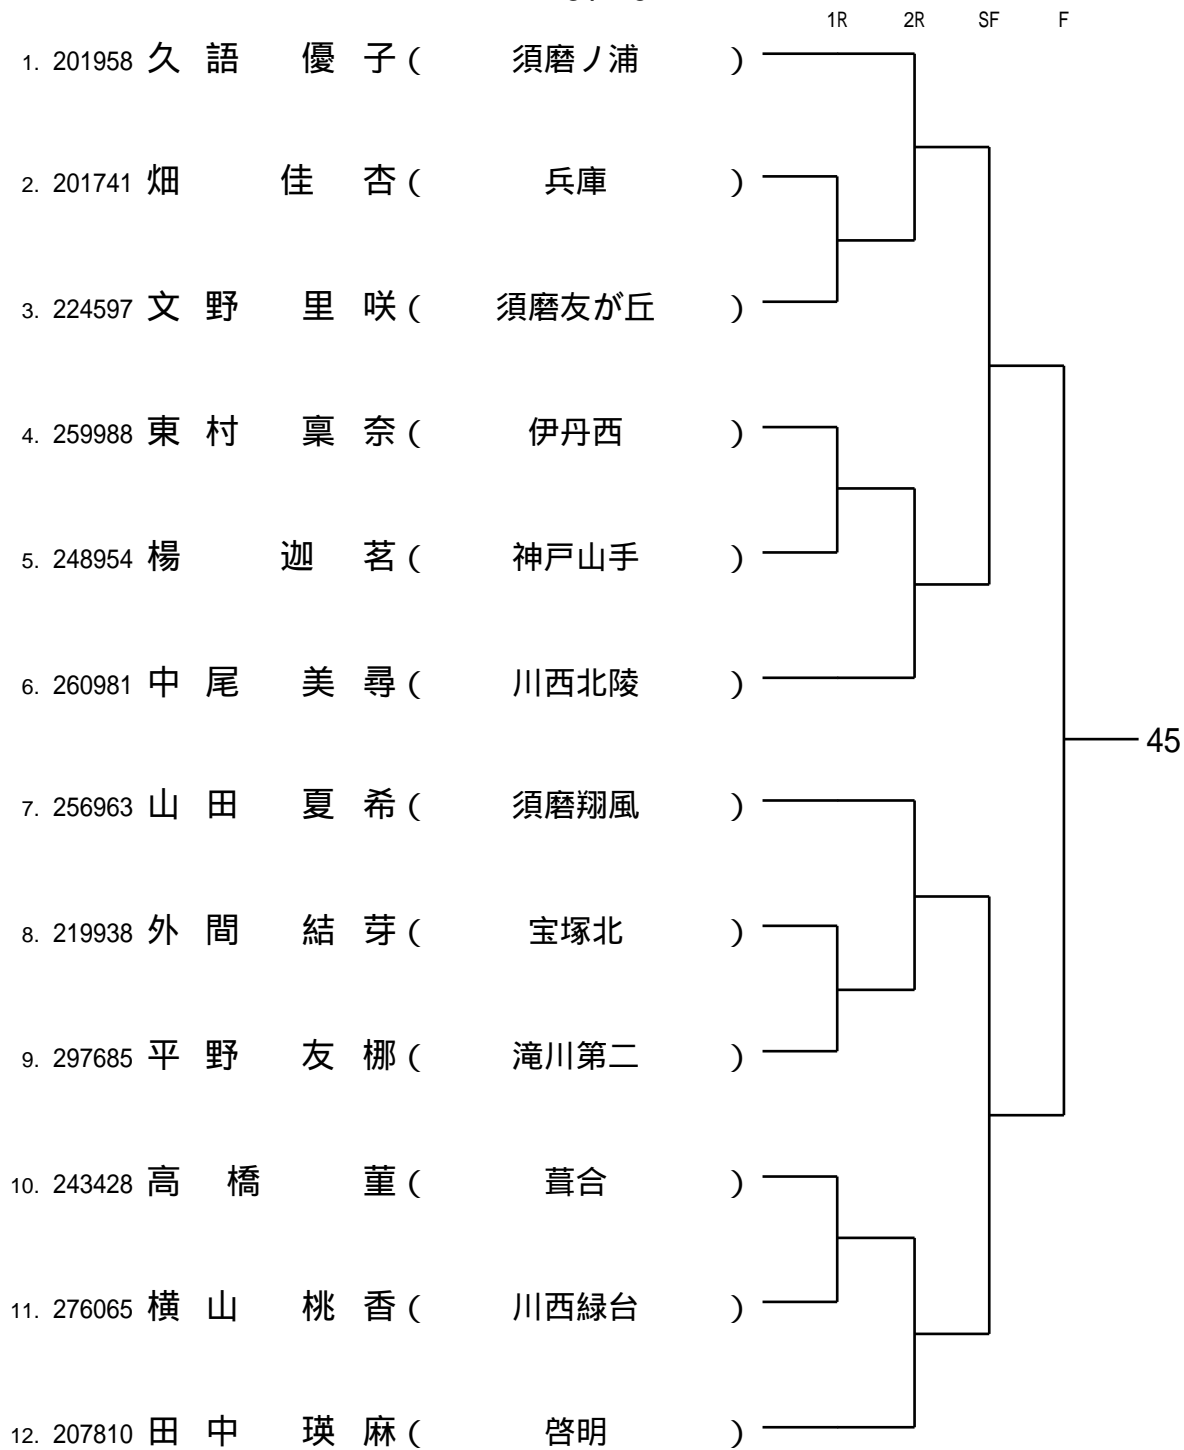 1R 2R SF F
1. 201958 久語 優子 ( 須磨ノ浦 )
2. 201741 畑 佳杏 ( 兵庫 )
3. 224597 文野 里咲 ( 須磨友が丘 )
4. 259988 東村 稟奈 ( 伊丹西 )
5. 248954 楊 迦茗 ( 神戸山手 )
6. 260981 中尾 美尋 ( 川西北陵 )
45
7. 256963 山田 夏希 ( 須磨翔風 )
8. 219938 外間 結芽 ( 宝塚北 )
9. 297685 平野 友梛 ( 滝川第二 )
10. 243428 高橋 菫 ( 葺合 )
11. 276065 横山 桃香 ( 川西緑台 )
12. 207810 田中 瑛麻 ( 啓明 )